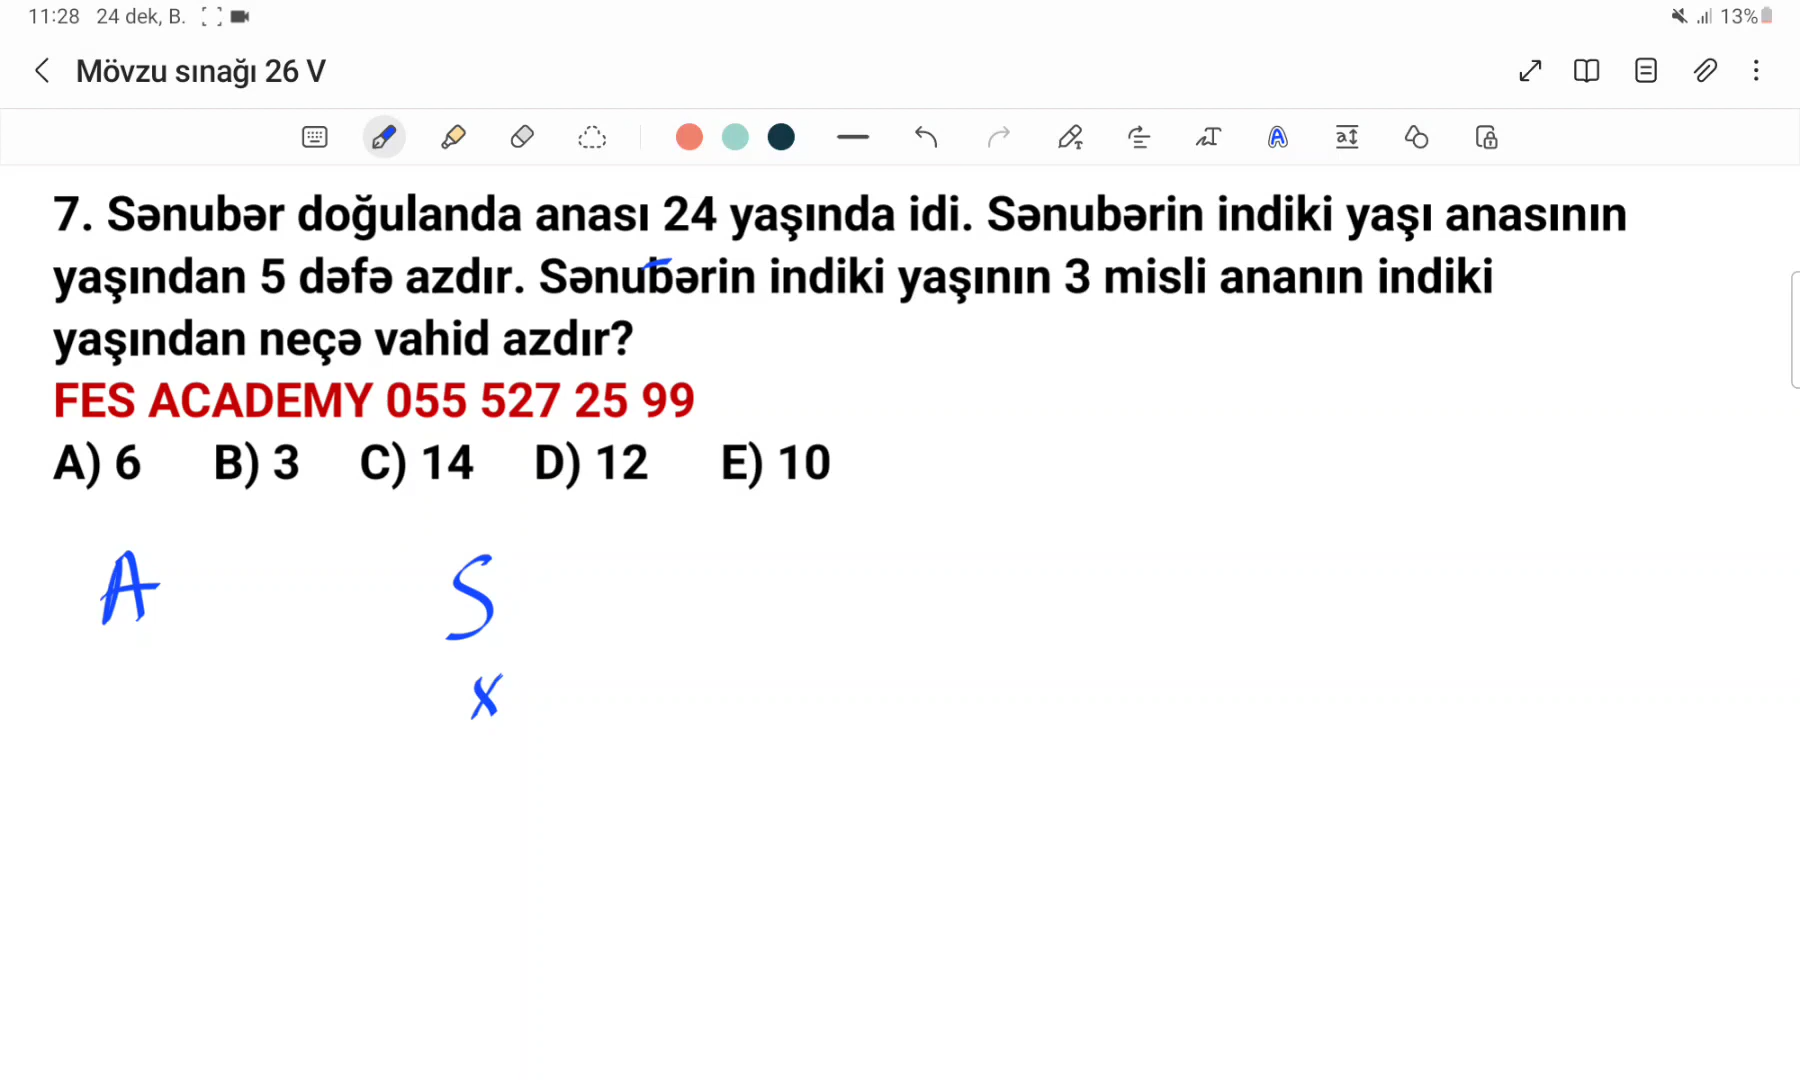 11:28 24 dek, B. 13%
Mövzu sınağı 26 V
7. Sənubər doğulanda anası 24 yaşında idi. Sənubərin indiki yaşı anasının
yaşından 5 dəfə azdır. Sənubərin indiki yaşının 3 misli ananın indiki
yaşından neçə vahid azdır?
FES ACADEMY 055 527 25 99
A) 6 B) 3 C) 14 D) 12 E) 10
A S
x